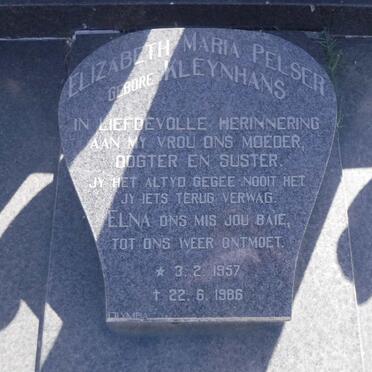 ELIZABETH MARIA PELSER
GEBORE KLEYNHANS
IN LIEFDEVOLLE HERINNERING
AAN MY VROU ONS MOEDER,
DOGTER EN SUSTER.
JY HET ALTYD GEGEE NOOIT HET
JY IETS TERUG VERWAG.
ELNA ONS MIS JOU BAIE,
TOT ONS WEER ONTMOET.
* 3.2.1957
† 22.6.1986
OLYMPIA